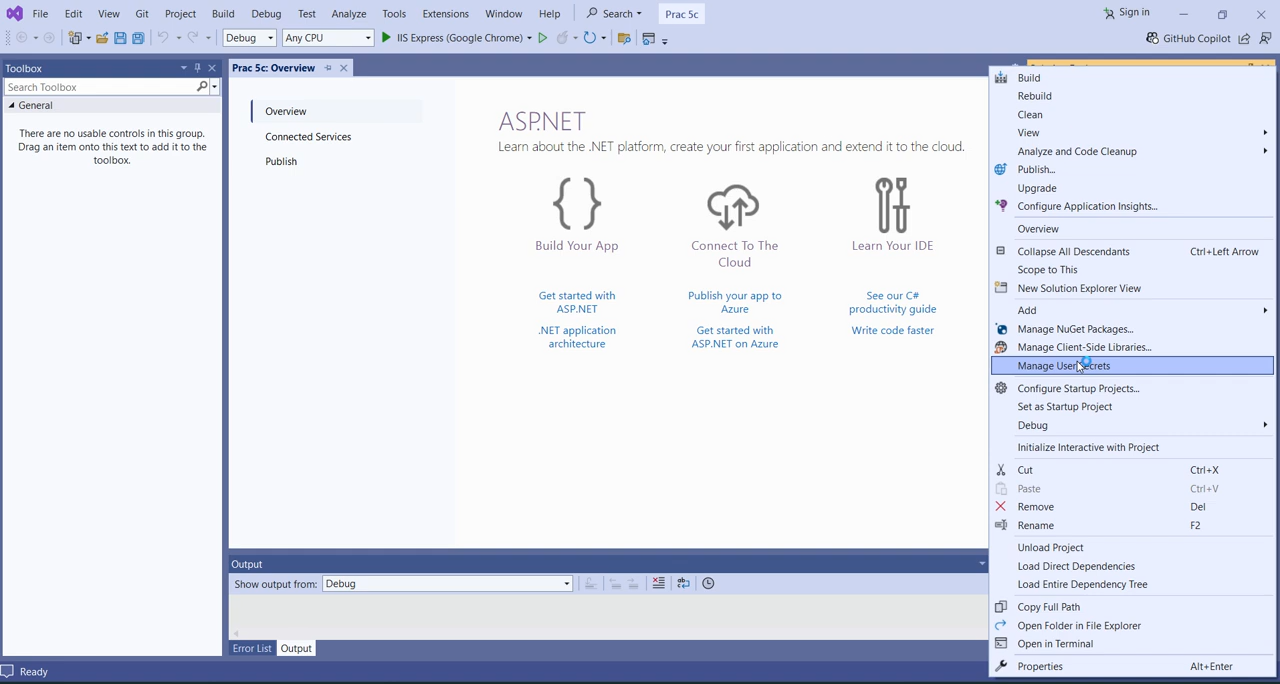 File Edit View Git Project Build Debug Test Analyze Tools Extensions Window Help Search Prac 5c Sign in
Debug Any CPU IIS Express (Google Chrome) GitHub Copilot
Toolbox
Search Toolbox
General
There are no usable controls in this group.
Drag an item onto this text to add it to the
toolbox.
Prac 5c: Overview
Overview
Connected Services
Publish
ASP.NET
Learn about the .NET platform, create your first application and extend it to the cloud.
Build Your App
Connect To The
Cloud
Learn Your IDE
Get started with
ASP.NET
.NET application
architecture
Publish your app to
Azure
Get started with
ASP.NET on Azure
See our C#
productivity guide
Write code faster
Output
Show output from: Debug
Error List Output
Ready
Build
Rebuild
Clean
View
Analyze and Code Cleanup
Publish...
Upgrade
Configure Application Insights...
Overview
Collapse All Descendants Ctrl+Left Arrow
Scope to This
New Solution Explorer View
Add
Manage NuGet Packages...
Manage Client-Side Libraries...
Manage User Secrets
Configure Startup Projects...
Set as Startup Project
Debug
Initialize Interactive with Project
Cut Ctrl+X
Paste Ctrl+V
Remove Del
Rename F2
Unload Project
Load Direct Dependencies
Load Entire Dependency Tree
Copy Full Path
Open Folder in File Explorer
Open in Terminal
Properties Alt+Enter